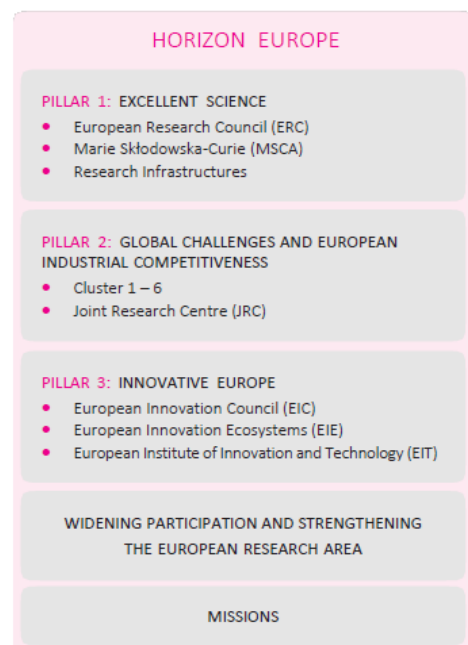 HORIZON EUROPE
PILLAR 1: EXCELLENT SCIENCE
• European Research Council (ERC)
• Marie Skłodowska-Curie (MSCA)
• Research Infrastructures
PILLAR 2: GLOBAL CHALLENGES AND EUROPEAN
INDUSTRIAL COMPETITIVENESS
• Cluster 1 – 6
• Joint Research Centre (JRC)
PILLAR 3: INNOVATIVE EUROPE
• European Innovation Council (EIC)
• European Innovation Ecosystems (EIE)
• European Institute of Innovation and Technology (EIT)
WIDENING PARTICIPATION AND STRENGTHENING
THE EUROPEAN RESEARCH AREA
MISSIONS